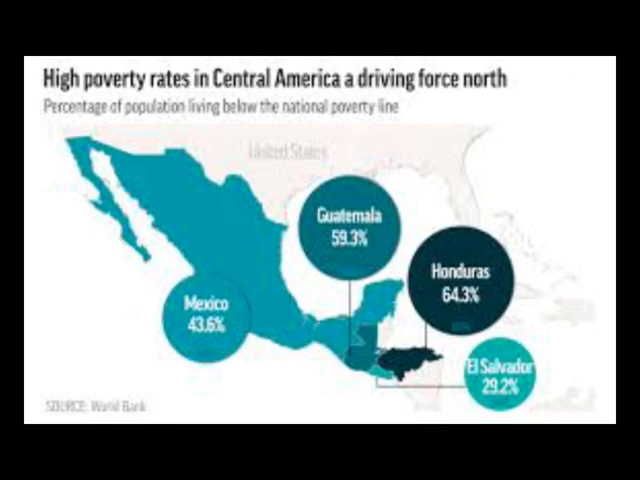 High poverty rates in Central America a driving force north
Percentage of population living below the national poverty line
United States
Guatemala
59.3%
Honduras
64.3%
Mexico
43.6%
El Salvador
29.2%
SOURCE: World Bank